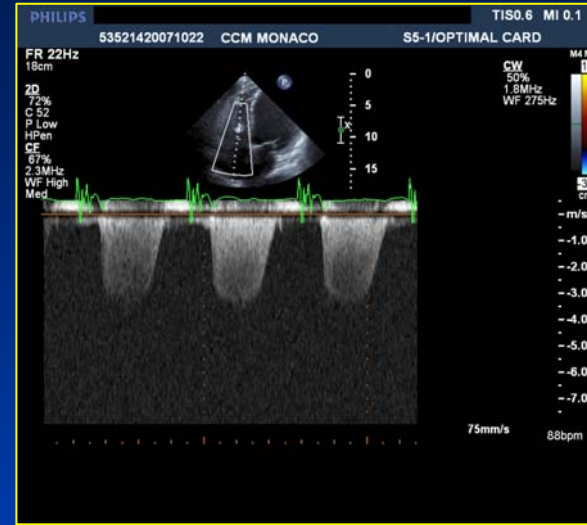 PHILIPS
TIS0.6 MI 0.1
53521420071022 CCM MONACO S5-1/OPTIMAL CARD
FR 22Hz
18cm
2D
72%
C 52
P Low
HPen
CF
67%
2.3MHz
WF High
Med
P
0
5
10
15
X
CW
50%
1.8MHz
WF 275Hz
M4
m/s
-1.0
-2.0
-3.0
-4.0
-5.0
-6.0
-7.0
75mm/s
88bpm